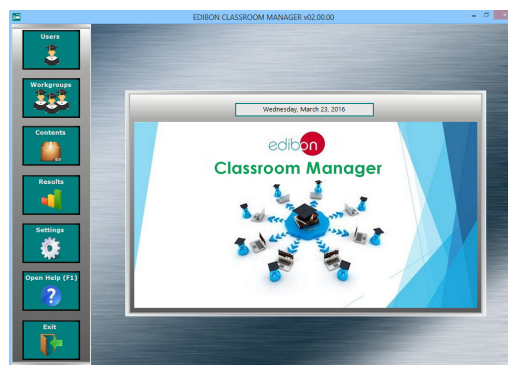 EDIBON CLASSROOM MANAGER v02.00.00
Users
Workgroups
Contents
Results
Settings
Open Help (F1)
?
Exit
Wednesday, March 23, 2016
edibon
Classroom Manager